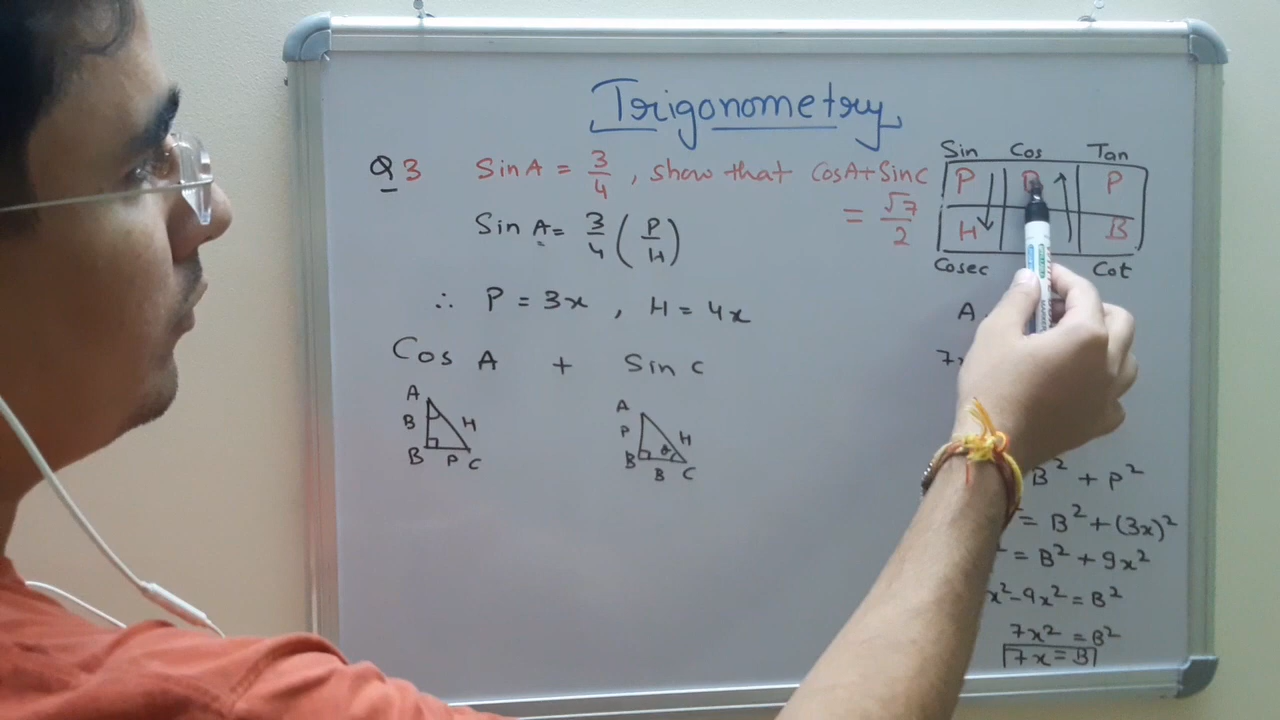 Trigonometry
Q 3 Sin A = 3/4 , show that Cos A + Sin C = √7/2
Sin A = 3/4 (P/H)
∴ P = 3x , H = 4x
Cos A + Sin C
A
B H
B P C
A
P H
B θ
B C
Sin Cos Tan
P P
H B
Cosec Cot
A
B² + P²
= B² + (3x)²
= B² + 9x²
x² - 9x² = B²
7x² = B²
7x = B